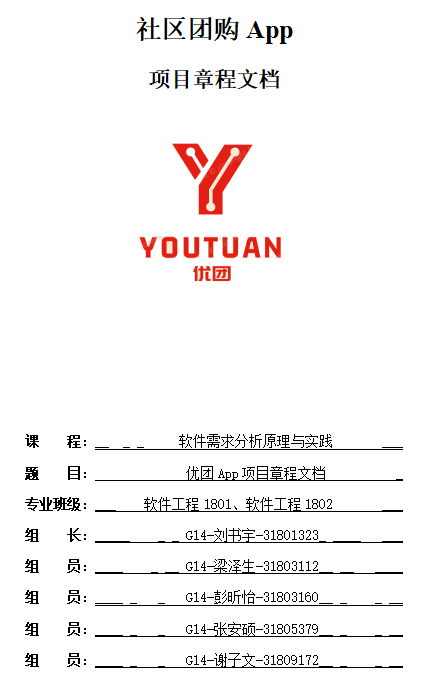 社区团购 App
项目章程文档
YOUTUAN
优团
课 程：软件需求分析原理与实践
题 目：优团 App 项目章程文档
专业班级：软件工程 1801、软件工程 1802
组 长：G14-刘书宇-31801323
组 员：G14-梁泽生-31803112
组 员：G14-彭昕怡-31803160
组 员：G14-张安硕-31805379
组 员：G14-谢子文-31809172